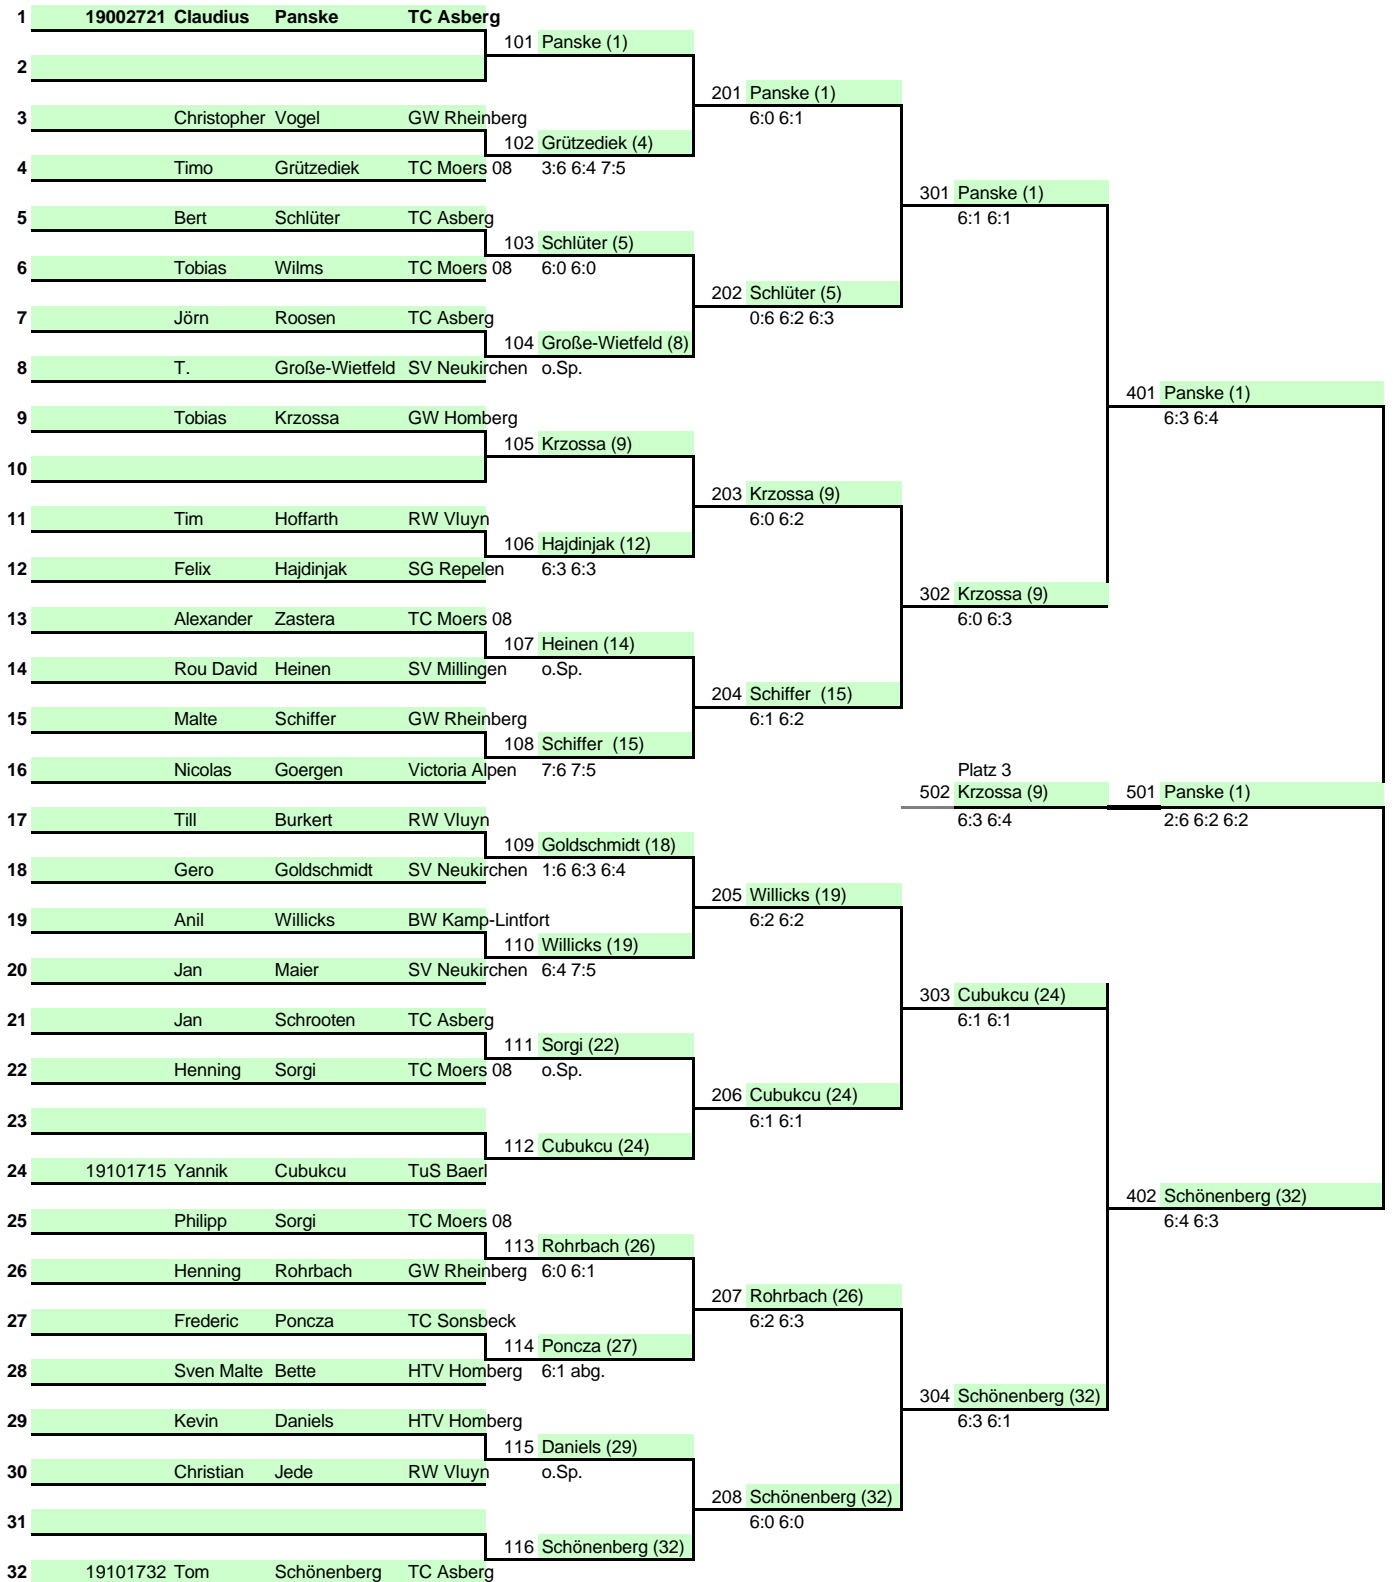 1 19002721 Claudius Panske TC Asberg
101 Panske (1)
2
201 Panske (1)
3 Christopher Vogel GW Rheinberg 6:0 6:1
102 Grützediek (4)
4 Timo Grützediek TC Moers 08 3:6 6:4 7:5
301 Panske (1)
5 Bert Schlüter TC Asberg 6:1 6:1
103 Schlüter (5)
6 Tobias Wilms TC Moers 08 6:0 6:0
202 Schlüter (5)
7 Jörn Roosen TC Asberg 0:6 6:2 6:3
104 Große-Wietfeld (8)
8 T. Große-Wietfeld SV Neukirchen o.Sp.
401 Panske (1)
9 Tobias Krzossa GW Homberg 6:3 6:4
105 Krzossa (9)
10
203 Krzossa (9)
11 Tim Hoffarth RW Vluyn 6:0 6:2
106 Hajdinjak (12)
12 Felix Hajdinjak SG Repelen 6:3 6:3
302 Krzossa (9)
13 Alexander Zastera TC Moers 08 6:0 6:3
107 Heinen (14)
14 Rou David Heinen SV Millingen o.Sp.
204 Schiffer (15)
15 Malte Schiffer GW Rheinberg 6:1 6:2
108 Schiffer (15)
16 Nicolas Goergen Victoria Alpen 7:6 7:5 Platz 3
502 Krzossa (9) 501 Panske (1)
17 Till Burkert RW Vluyn 6:3 6:4 2:6 6:2 6:2
109 Goldschmidt (18)
18 Gero Goldschmidt SV Neukirchen 1:6 6:3 6:4
205 Willicks (19)
19 Anil Willicks BW Kamp-Lintfort 6:2 6:2
110 Willicks (19)
20 Jan Maier SV Neukirchen 6:4 7:5
303 Cubukcu (24)
21 Jan Schrooten TC Asberg 6:1 6:1
111 Sorgi (22)
22 Henning Sorgi TC Moers 08 o.Sp.
206 Cubukcu (24)
23 6:1 6:1
112 Cubukcu (24)
24 19101715 Yannik Cubukcu TuS Baerl
402 Schönenberg (32)
25 Philipp Sorgi TC Moers 08 6:4 6:3
113 Rohrbach (26)
26 Henning Rohrbach GW Rheinberg 6:0 6:1
207 Rohrbach (26)
27 Frederic Poncza TC Sonsbeck 6:2 6:3
114 Poncza (27)
28 Sven Malte Bette HTV Homberg 6:1 abg.
304 Schönenberg (32)
29 Kevin Daniels HTV Homberg 6:3 6:1
115 Daniels (29)
30 Christian Jede RW Vluyn o.Sp.
208 Schönenberg (32)
31 6:0 6:0
116 Schönenberg (32)
32 19101732 Tom Schönenberg TC Asberg